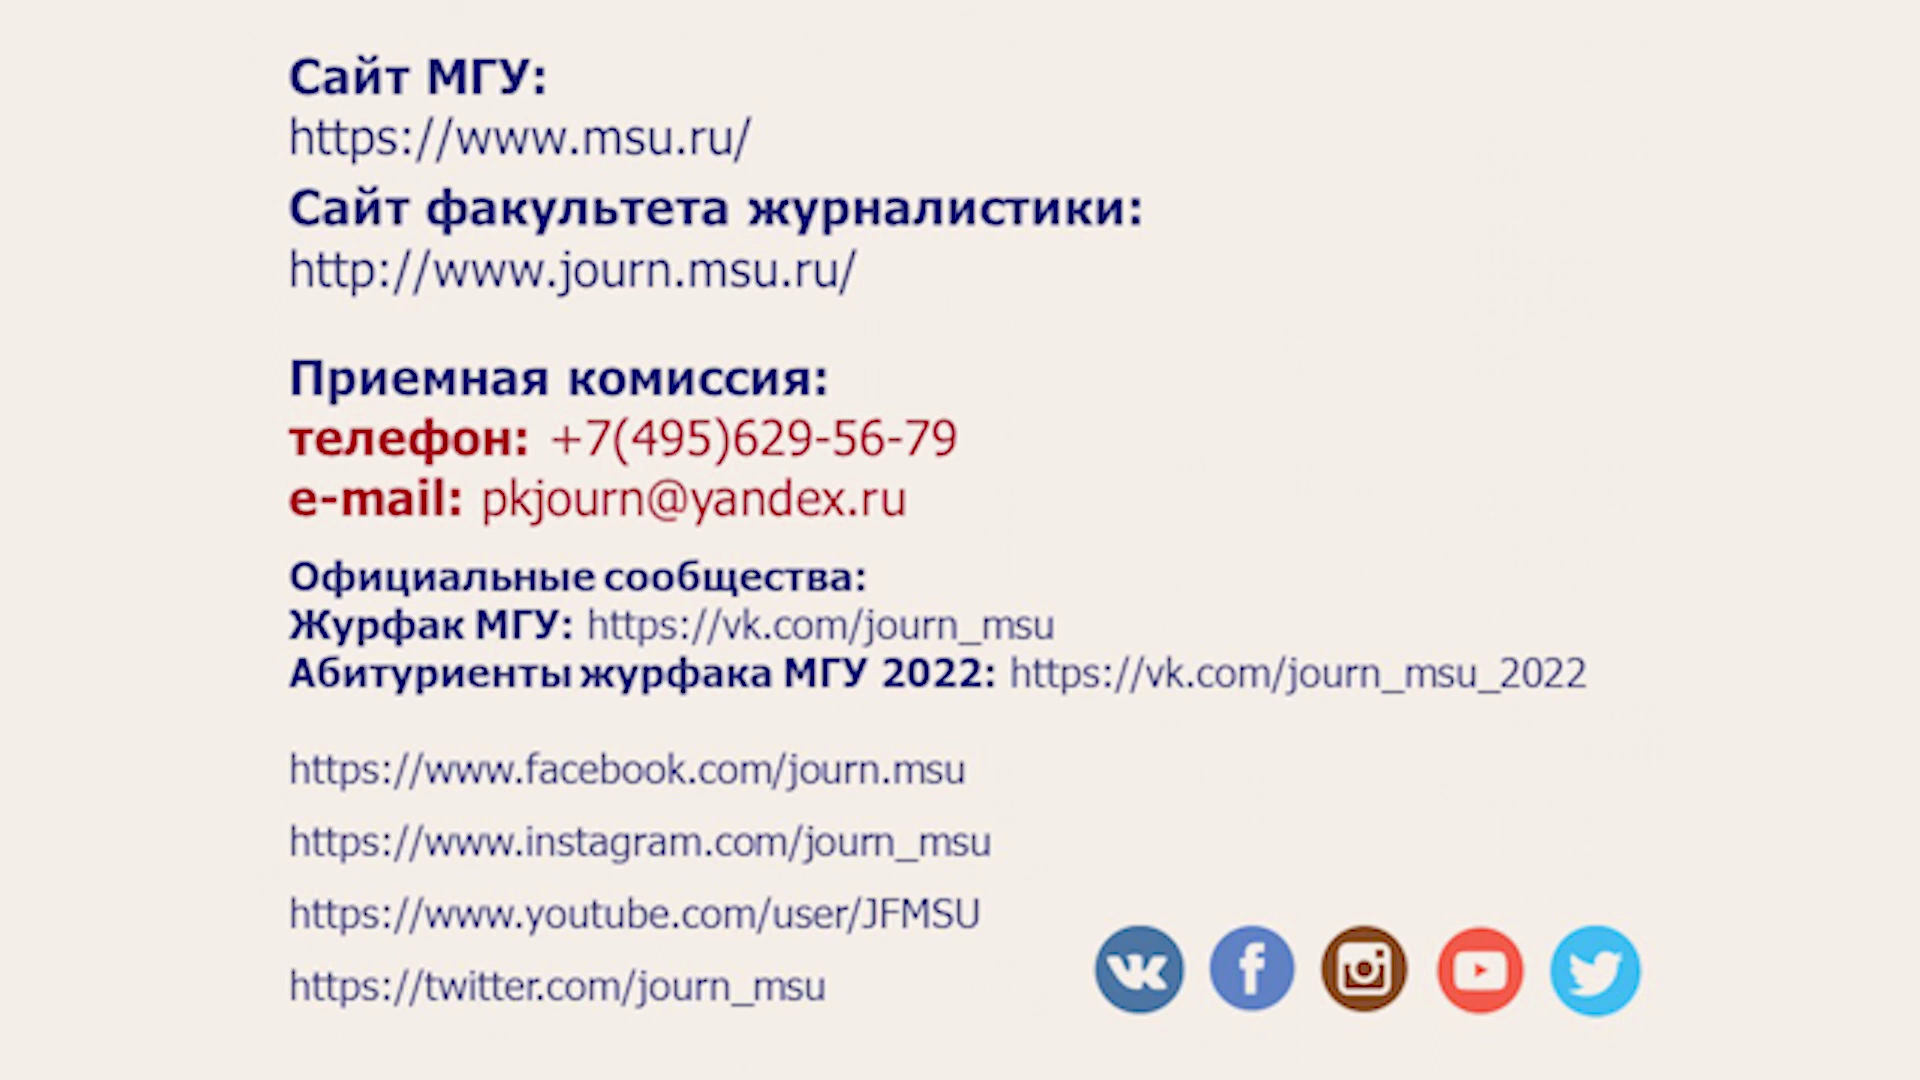 Сайт МГУ:
https://www.msu.ru/
Сайт факультета журналистики:
http://www.journ.msu.ru/
Приемная комиссия:
телефон: +7(495)629-56-79
e-mail: pkjourn@yandex.ru
Официальные сообщества:
Журфак МГУ: https://vk.com/journ_msu
Абитуриенты журфака МГУ 2022: https://vk.com/journ_msu_2022
https://www.facebook.com/journ.msu
https://www.instagram.com/journ_msu
https://www.youtube.com/user/JFMSU
https://twitter.com/journ_msu